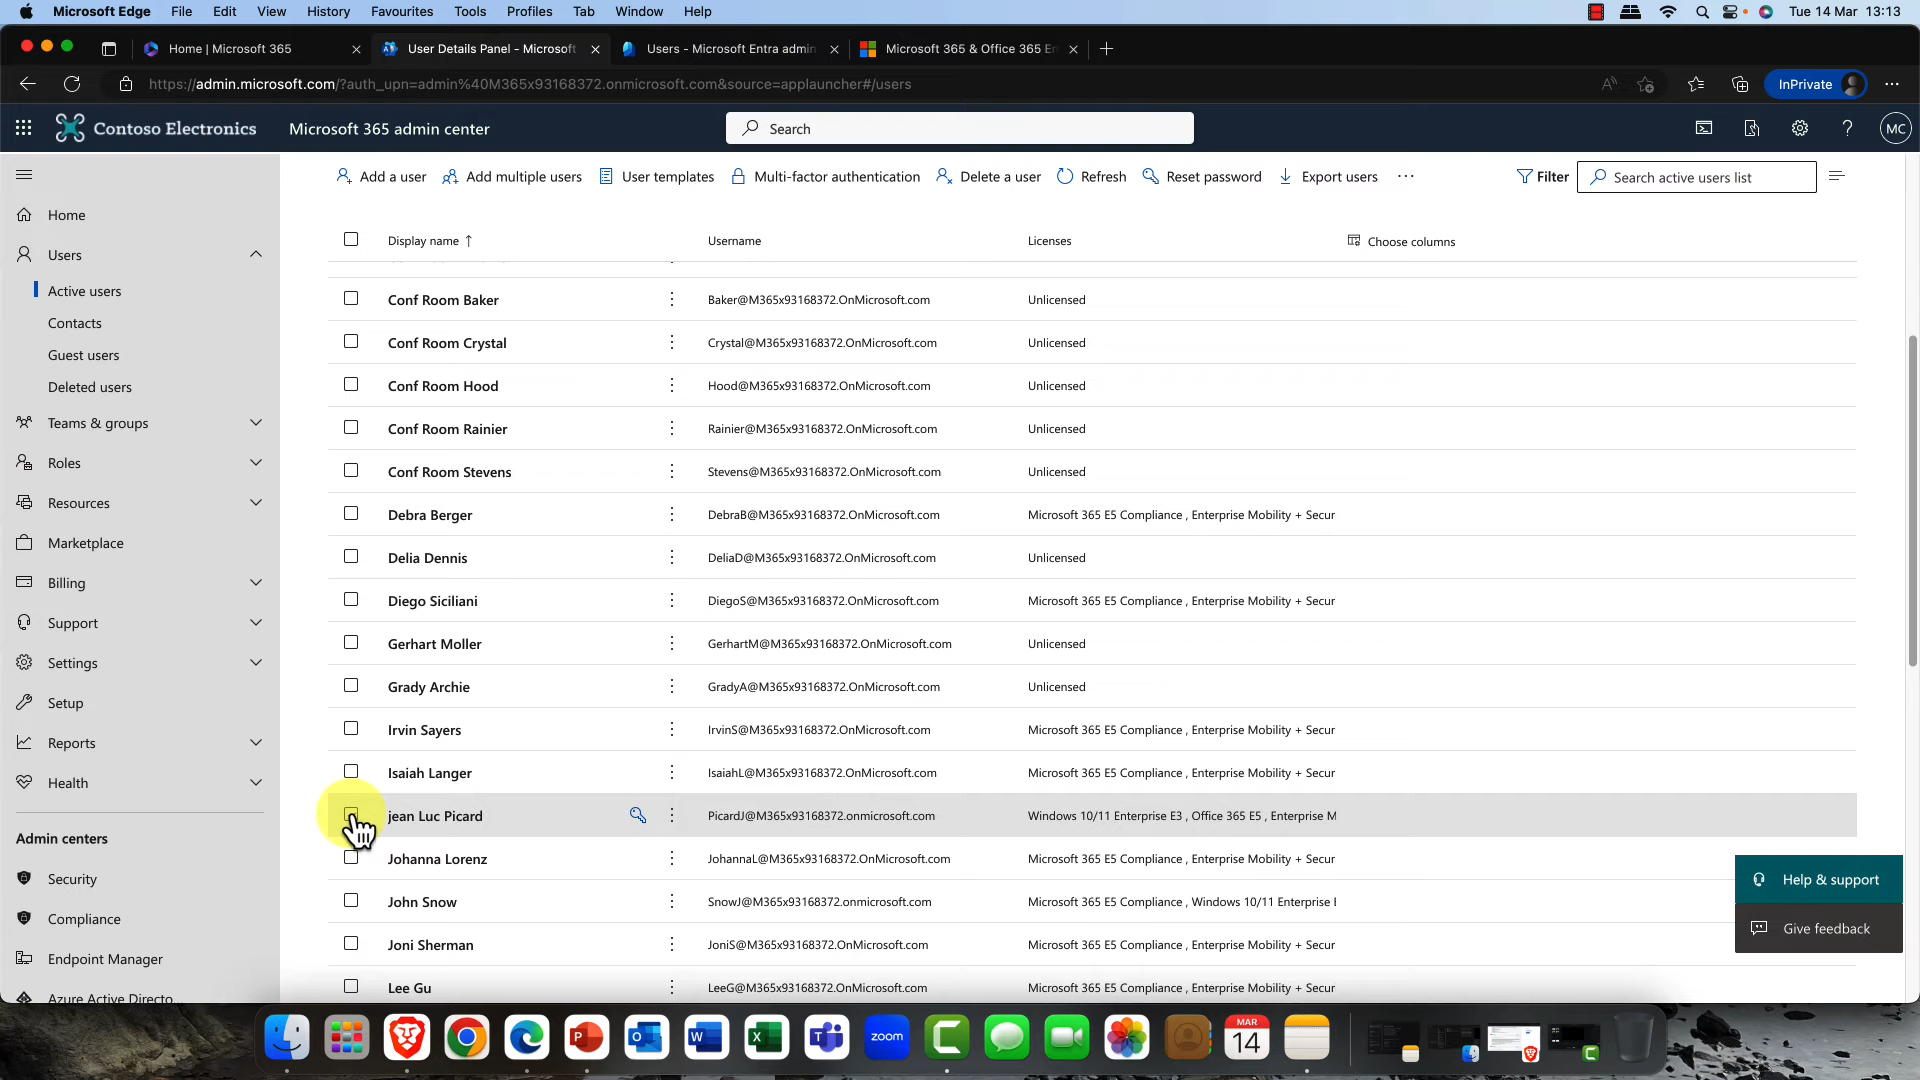 Microsoft Edge File Edit View History Favourites Tools Profiles Tab Window Help Tue 14 Mar 13:13
Home | Microsoft 365 User Details Panel - Microsoft Users - Microsoft Entra admin Microsoft 365 & Office 365 En
https://admin.microsoft.com/?auth_upn=admin%40M365x93168372.onmicrosoft.com&source=applauncher#/users InPrivate
Contoso Electronics Microsoft 365 admin center Search MC
Add a user Add multiple users User templates Multi-factor authentication Delete a user Refresh Reset password Export users Filter Search active users list
Home
Users
Active users
Contacts
Guest users
Deleted users
Teams & groups
Roles
Resources
Marketplace
Billing
Support
Settings
Setup
Reports
Health
Admin centers
Security
Compliance
Endpoint Manager
Azure Active Directo
Display name ↑ Username Licenses Choose columns
Conf Room Baker Baker@M365x93168372.OnMicrosoft.com Unlicensed
Conf Room Crystal Crystal@M365x93168372.OnMicrosoft.com Unlicensed
Conf Room Hood Hood@M365x93168372.OnMicrosoft.com Unlicensed
Conf Room Rainier Rainier@M365x93168372.OnMicrosoft.com Unlicensed
Conf Room Stevens Stevens@M365x93168372.OnMicrosoft.com Unlicensed
Debra Berger DebraB@M365x93168372.OnMicrosoft.com Microsoft 365 E5 Compliance , Enterprise Mobility + Secur
Delia Dennis DeliaD@M365x93168372.OnMicrosoft.com Unlicensed
Diego Siciliani DiegoS@M365x93168372.OnMicrosoft.com Microsoft 365 E5 Compliance , Enterprise Mobility + Secur
Gerhart Moller GerhartM@M365x93168372.OnMicrosoft.com Unlicensed
Grady Archie GradyA@M365x93168372.OnMicrosoft.com Unlicensed
Irvin Sayers IrvinS@M365x93168372.OnMicrosoft.com Microsoft 365 E5 Compliance , Enterprise Mobility + Secur
Isaiah Langer IsaiahL@M365x93168372.OnMicrosoft.com Microsoft 365 E5 Compliance , Enterprise Mobility + Secur
jean Luc Picard PicardJ@M365x93168372.onmicrosoft.com Windows 10/11 Enterprise E3 , Office 365 E5 , Enterprise M
Johanna Lorenz JohannaL@M365x93168372.OnMicrosoft.com Microsoft 365 E5 Compliance , Enterprise Mobility + Secur
John Snow SnowJ@M365x93168372.onmicrosoft.com Microsoft 365 E5 Compliance , Windows 10/11 Enterprise E
Joni Sherman JoniS@M365x93168372.OnMicrosoft.com Microsoft 365 E5 Compliance , Enterprise Mobility + Secur
Lee Gu LeeG@M365x93168372.OnMicrosoft.com Microsoft 365 E5 Compliance , Enterprise Mobility + Secur
Help & support
Give feedback
zoom MAR 14